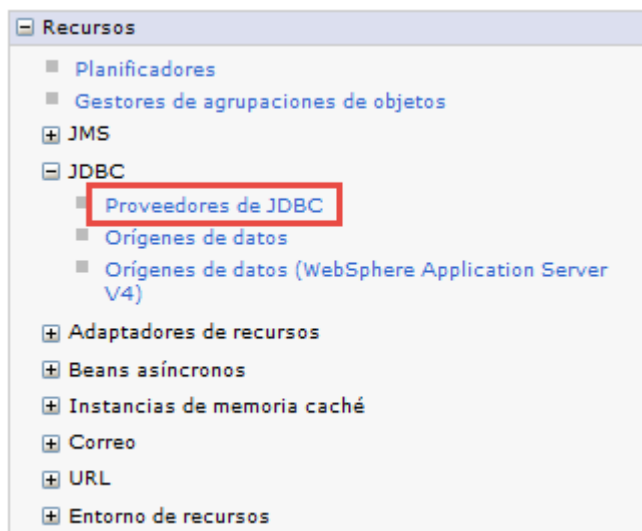 Recursos
Planificadores
Gestores de agrupaciones de objetos
JMS
JDBC
Proveedores de JDBC
Orígenes de datos
Orígenes de datos (WebSphere Application Server
V4)
Adaptadores de recursos
Beans asíncronos
Instancias de memoria caché
Correo
URL
Entorno de recursos